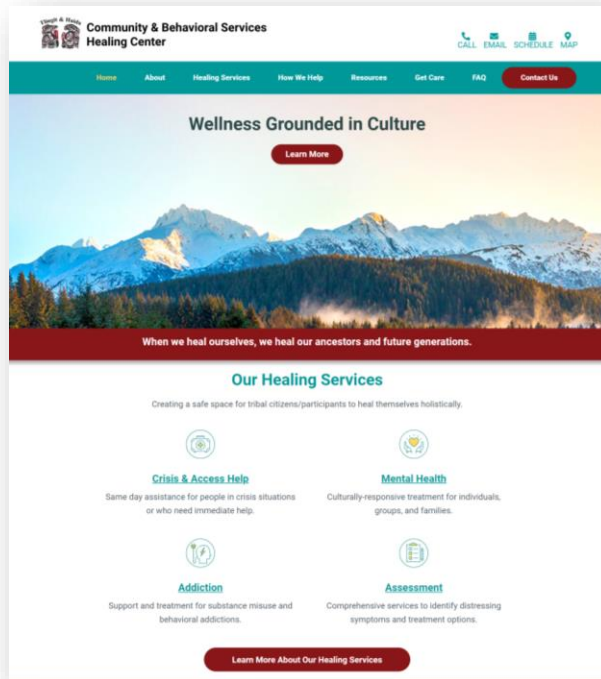 Tlingit & Haida
Community & Behavioral Services
Healing Center
CALL EMAIL SCHEDULE MAP
Home About Healing Services How We Help Resources Get Care FAQ Contact Us
Wellness Grounded in Culture
Learn More
When we heal ourselves, we heal our ancestors and future generations.
Our Healing Services
Creating a safe space for tribal citizens/participants to heal themselves holistically.
Crisis & Access Help
Same day assistance for people in crisis situations
or who need immediate help.
Mental Health
Culturally-responsive treatment for individuals,
groups, and families.
Addiction
Support and treatment for substance misuse and
behavioral addictions.
Assessment
Comprehensive services to identify distressing
symptoms and treatment options.
Learn More About Our Healing Services